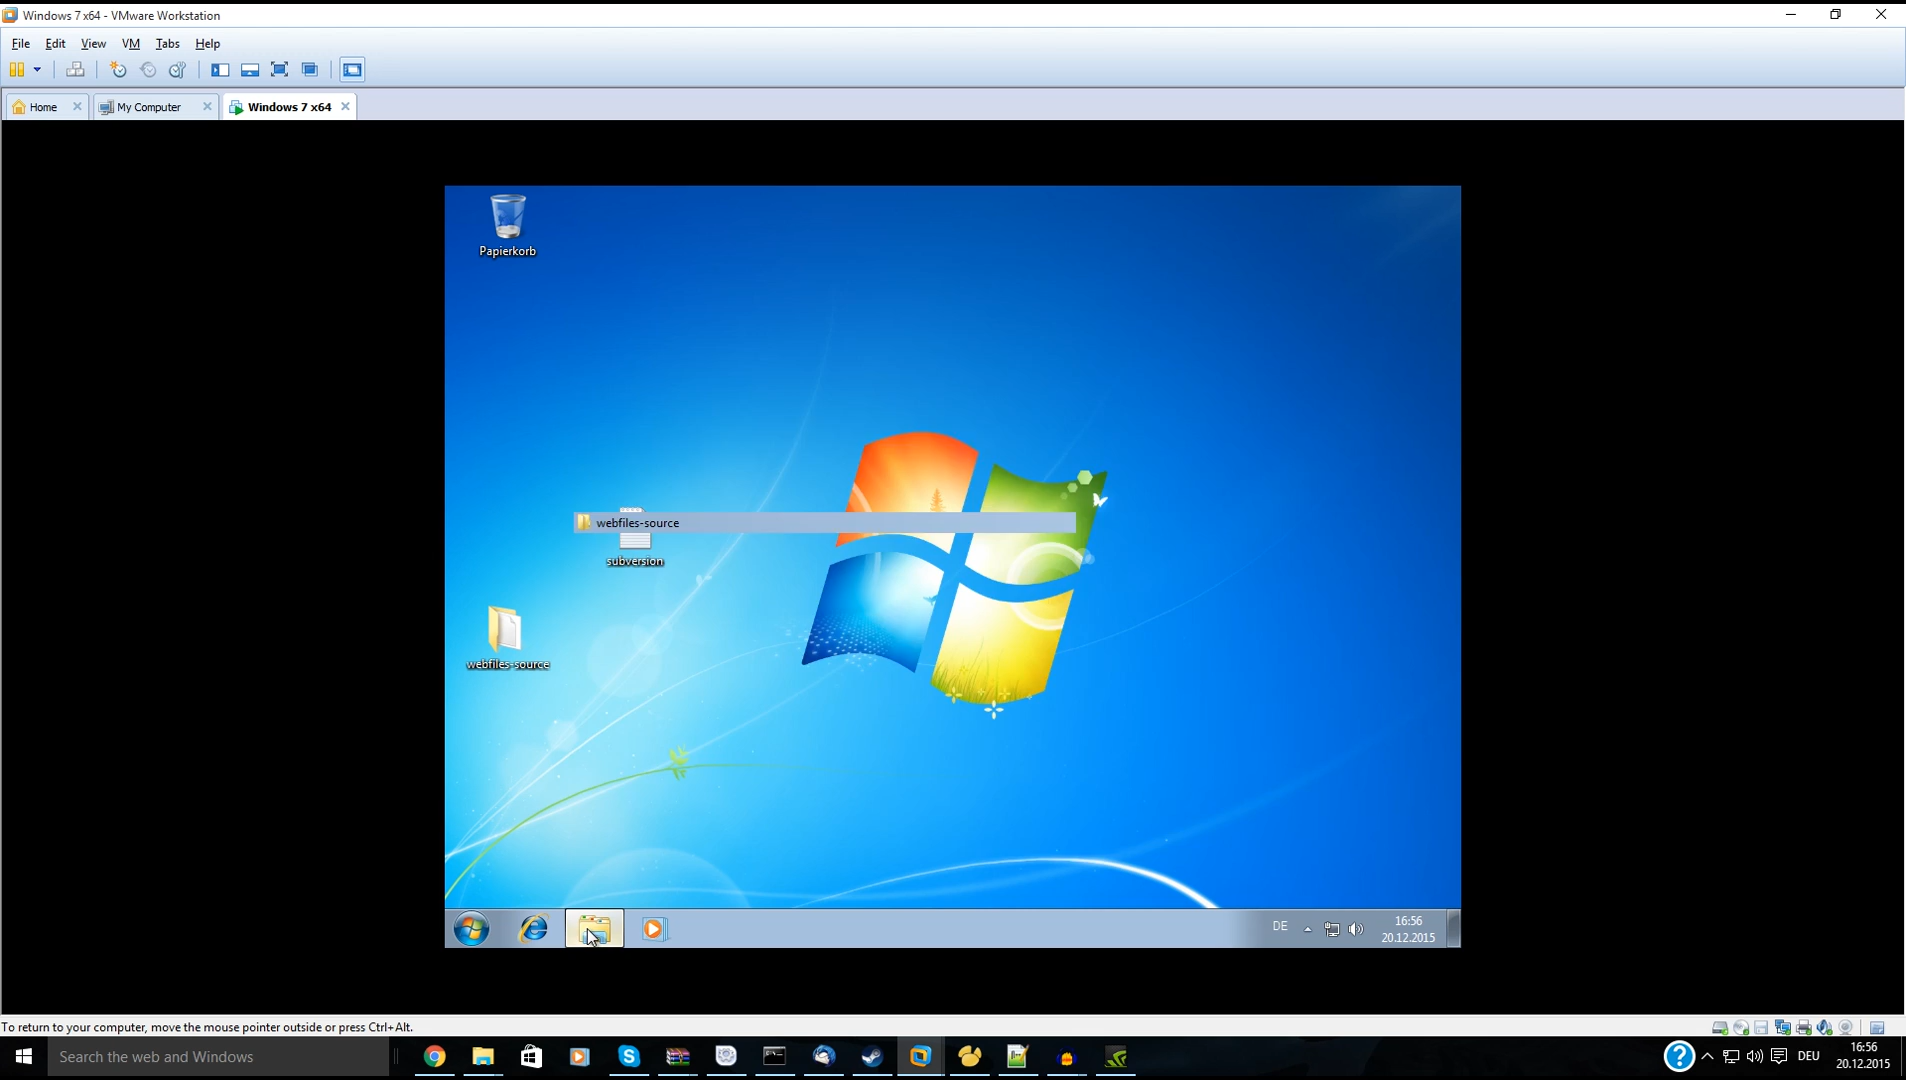 Windows 7 x64 - VMware Workstation
File Edit View VM Tabs Help
Home My Computer Windows 7 x64
Papierkorb
webfiles-source
subversion
webfiles-source
DE 16:56
20.12.2015
To return to your computer, move the mouse pointer outside or press Ctrl+Alt.
Search the web and Windows DEU 16:56
20.12.2015